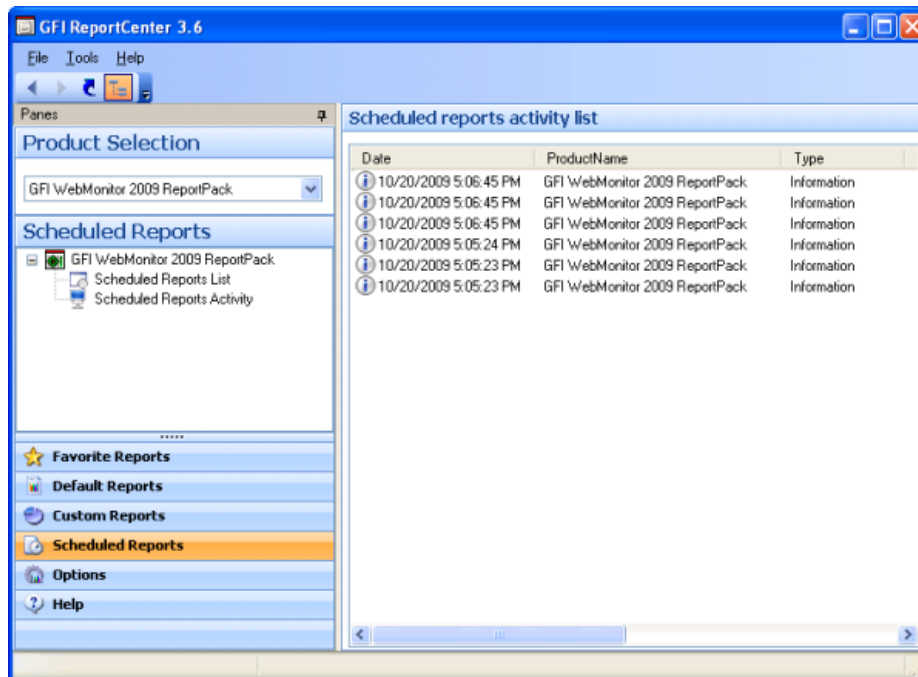 GFI ReportCenter 3.6
File Tools Help
Panes
Product Selection
GFI WebMonitor 2009 ReportPack
Scheduled Reports
GFI WebMonitor 2009 ReportPack
Scheduled Reports List
Scheduled Reports Activity
Favorite Reports
Default Reports
Custom Reports
Scheduled Reports
Options
Help
Scheduled reports activity list
Date ProductName Type
10/20/2009 5:06:45 PM GFI WebMonitor 2009 ReportPack Information
10/20/2009 5:06:45 PM GFI WebMonitor 2009 ReportPack Information
10/20/2009 5:06:45 PM GFI WebMonitor 2009 ReportPack Information
10/20/2009 5:05:24 PM GFI WebMonitor 2009 ReportPack Information
10/20/2009 5:05:23 PM GFI WebMonitor 2009 ReportPack Information
10/20/2009 5:05:23 PM GFI WebMonitor 2009 ReportPack Information